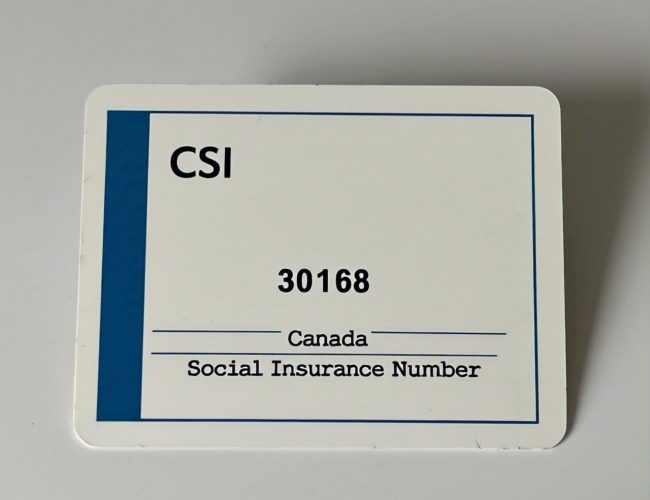 CSI
30168
Canada
Social Insurance Number